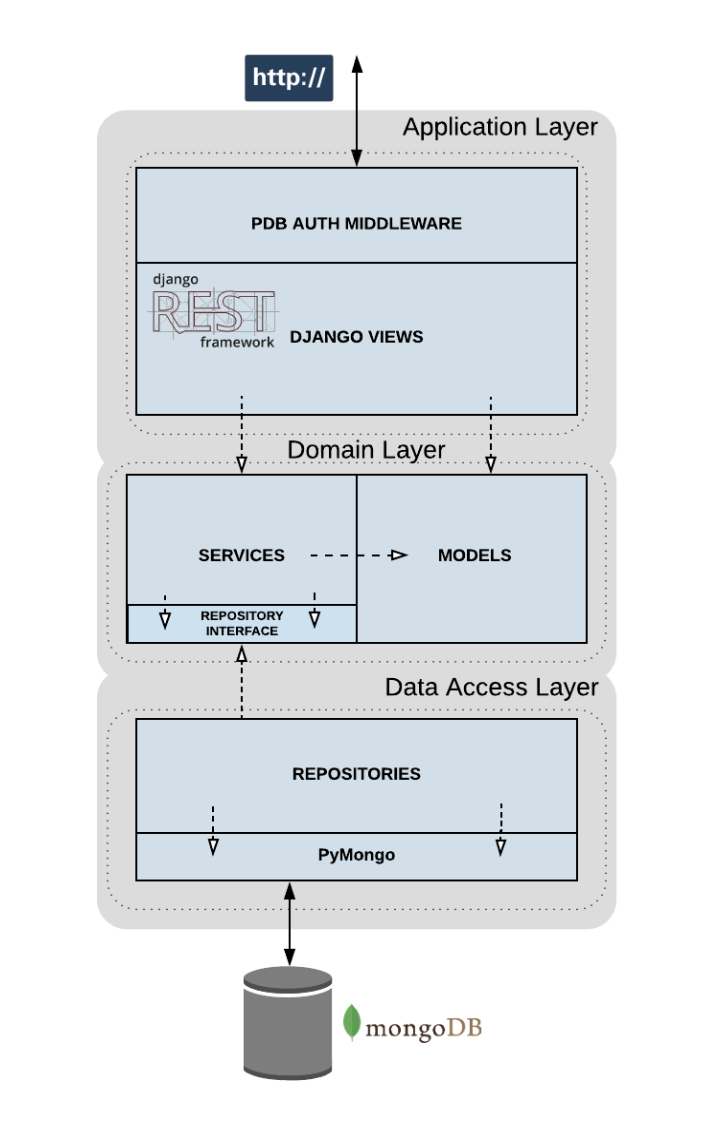 http://
Application Layer
PDB AUTH MIDDLEWARE
django
REST
framework
DJANGO VIEWS
Domain Layer
SERVICES
MODELS
REPOSITORY
INTERFACE
Data Access Layer
REPOSITORIES
PyMongo
mongoDB